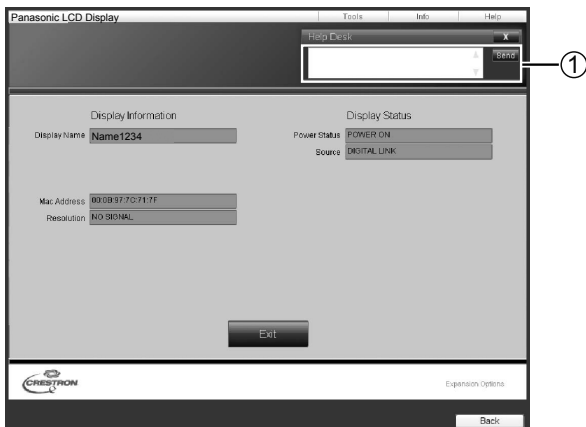 Panasonic LCD Display
Tools Info Help
Help Desk X
Send
①
Display Information Display Status
Display Name Name1234 Power Status POWER ON
Source DIGITAL LINK
Mac Address 00:0B:97:7C:71:7F
Resolution NO SIGNAL
Exit
CRESTRON Expansion Options
Back